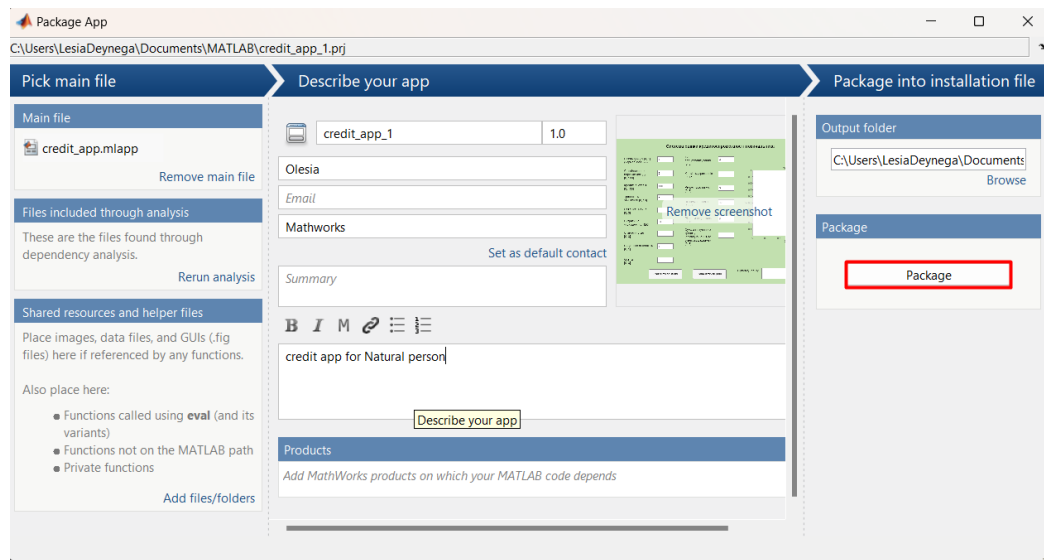 Package App
C:\Users\LesiaDeynega\Documents\MATLAB\credit_app_1.prj
Pick main file
Main file
credit_app.mlapp
Remove main file
Files included through analysis
These are the files found through
dependency analysis.
Rerun analysis
Shared resources and helper files
Place images, data files, and GUIs (.fig
files) here if referenced by any functions.
Also place here:
Functions called using eval (and its
variants)
Functions not on the MATLAB path
Private functions
Add files/folders
Describe your app
credit_app_1
1.0
Olesia
Email
Mathworks
Set as default contact
Summary
Remove screenshot
B I M
credit app for Natural person
Describe your app
Products
Add MathWorks products on which your MATLAB code depends
Package into installation file
Output folder
C:\Users\LesiaDeynega\Documents
Browse
Package
Package